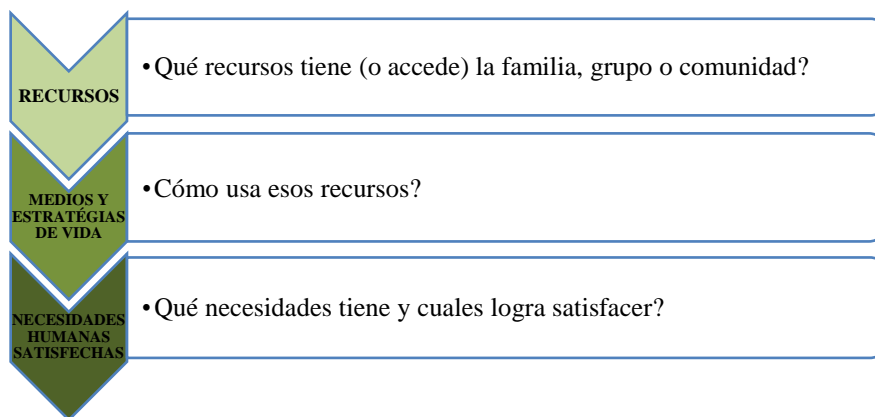 RECURSOS
•Qué recursos tiene (o accede) la familia, grupo o comunidad?
MEDIOS Y
ESTRATÉGIAS
DE VIDA
•Cómo usa esos recursos?
NECESIDADES
HUMANAS
SATISFECHAS
•Qué necesidades tiene y cuales logra satisfacer?